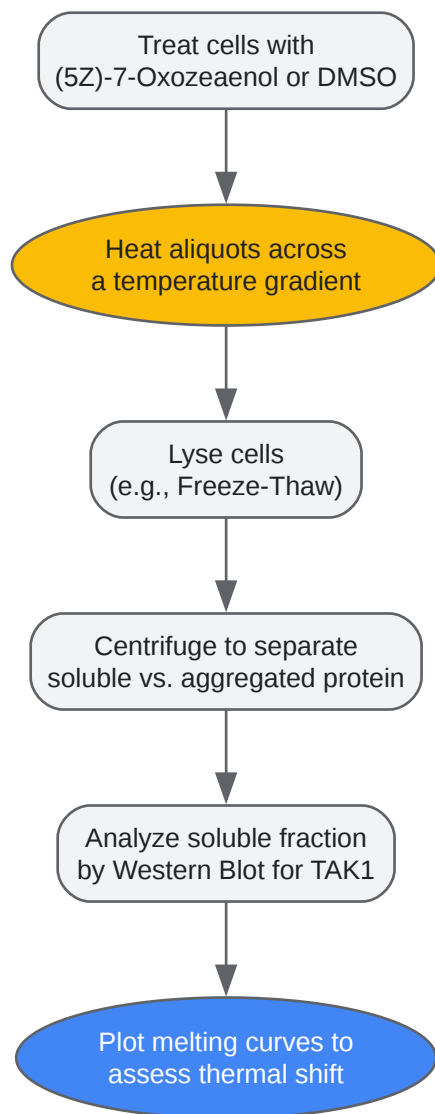 Treat cells with
(5Z)-7-Oxozeaenol or DMSO
Heat aliquots across
a temperature gradient
Lyse cells
(e.g., Freeze-Thaw)
Centrifuge to separate
soluble vs. aggregated protein
Analyze soluble fraction
by Western Blot for TAK1
Plot melting curves to
assess thermal shift